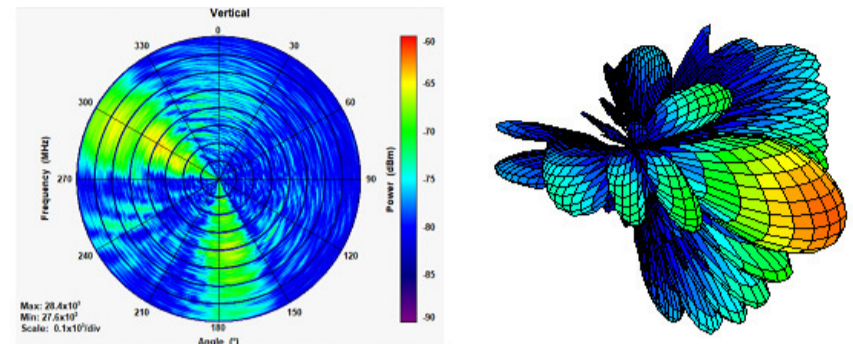 Vertical
0
330
30
300
60
270
90
240
120
210
150
180
Frequency (MHz)
Angle (°)
Max: 28.4x10³
Min: 27.6x10³
Scale: 0.1x10³/div
Power (dBm)
-60
-65
-70
-75
-80
-85
-90